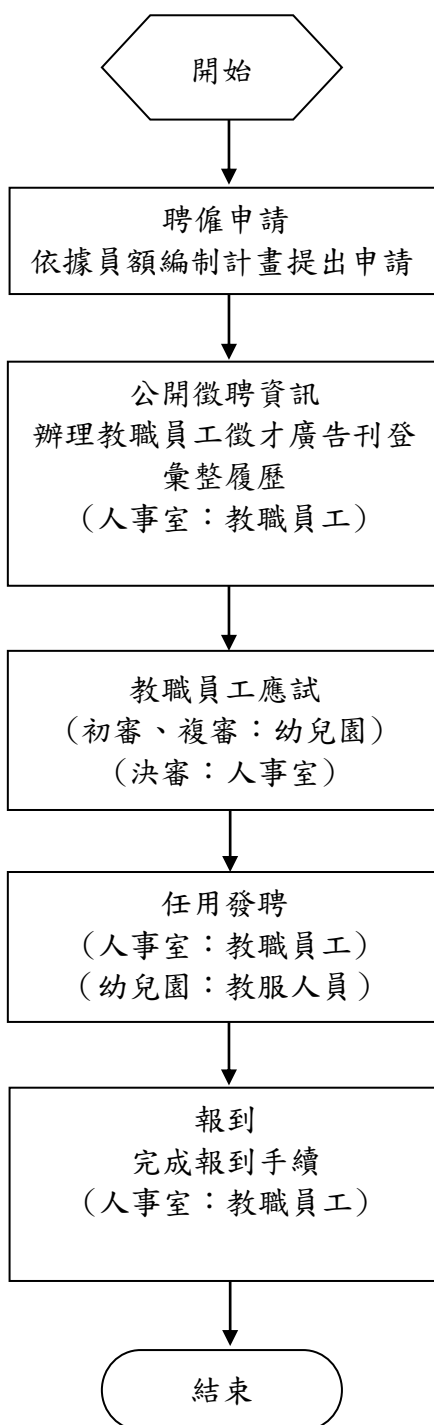 開始
聘僱申請
依據員額編制計畫提出申請
公開徵聘資訊
辦理教職員工徵才廣告刊登
彙整履歷
（人事室：教職員工）
教職員工應試
（初審、複審：幼兒園）
（決審：人事室）
任用發聘
（人事室：教職員工）
（幼兒園：教服人員）
報到
完成報到手續
（人事室：教職員工）
結束